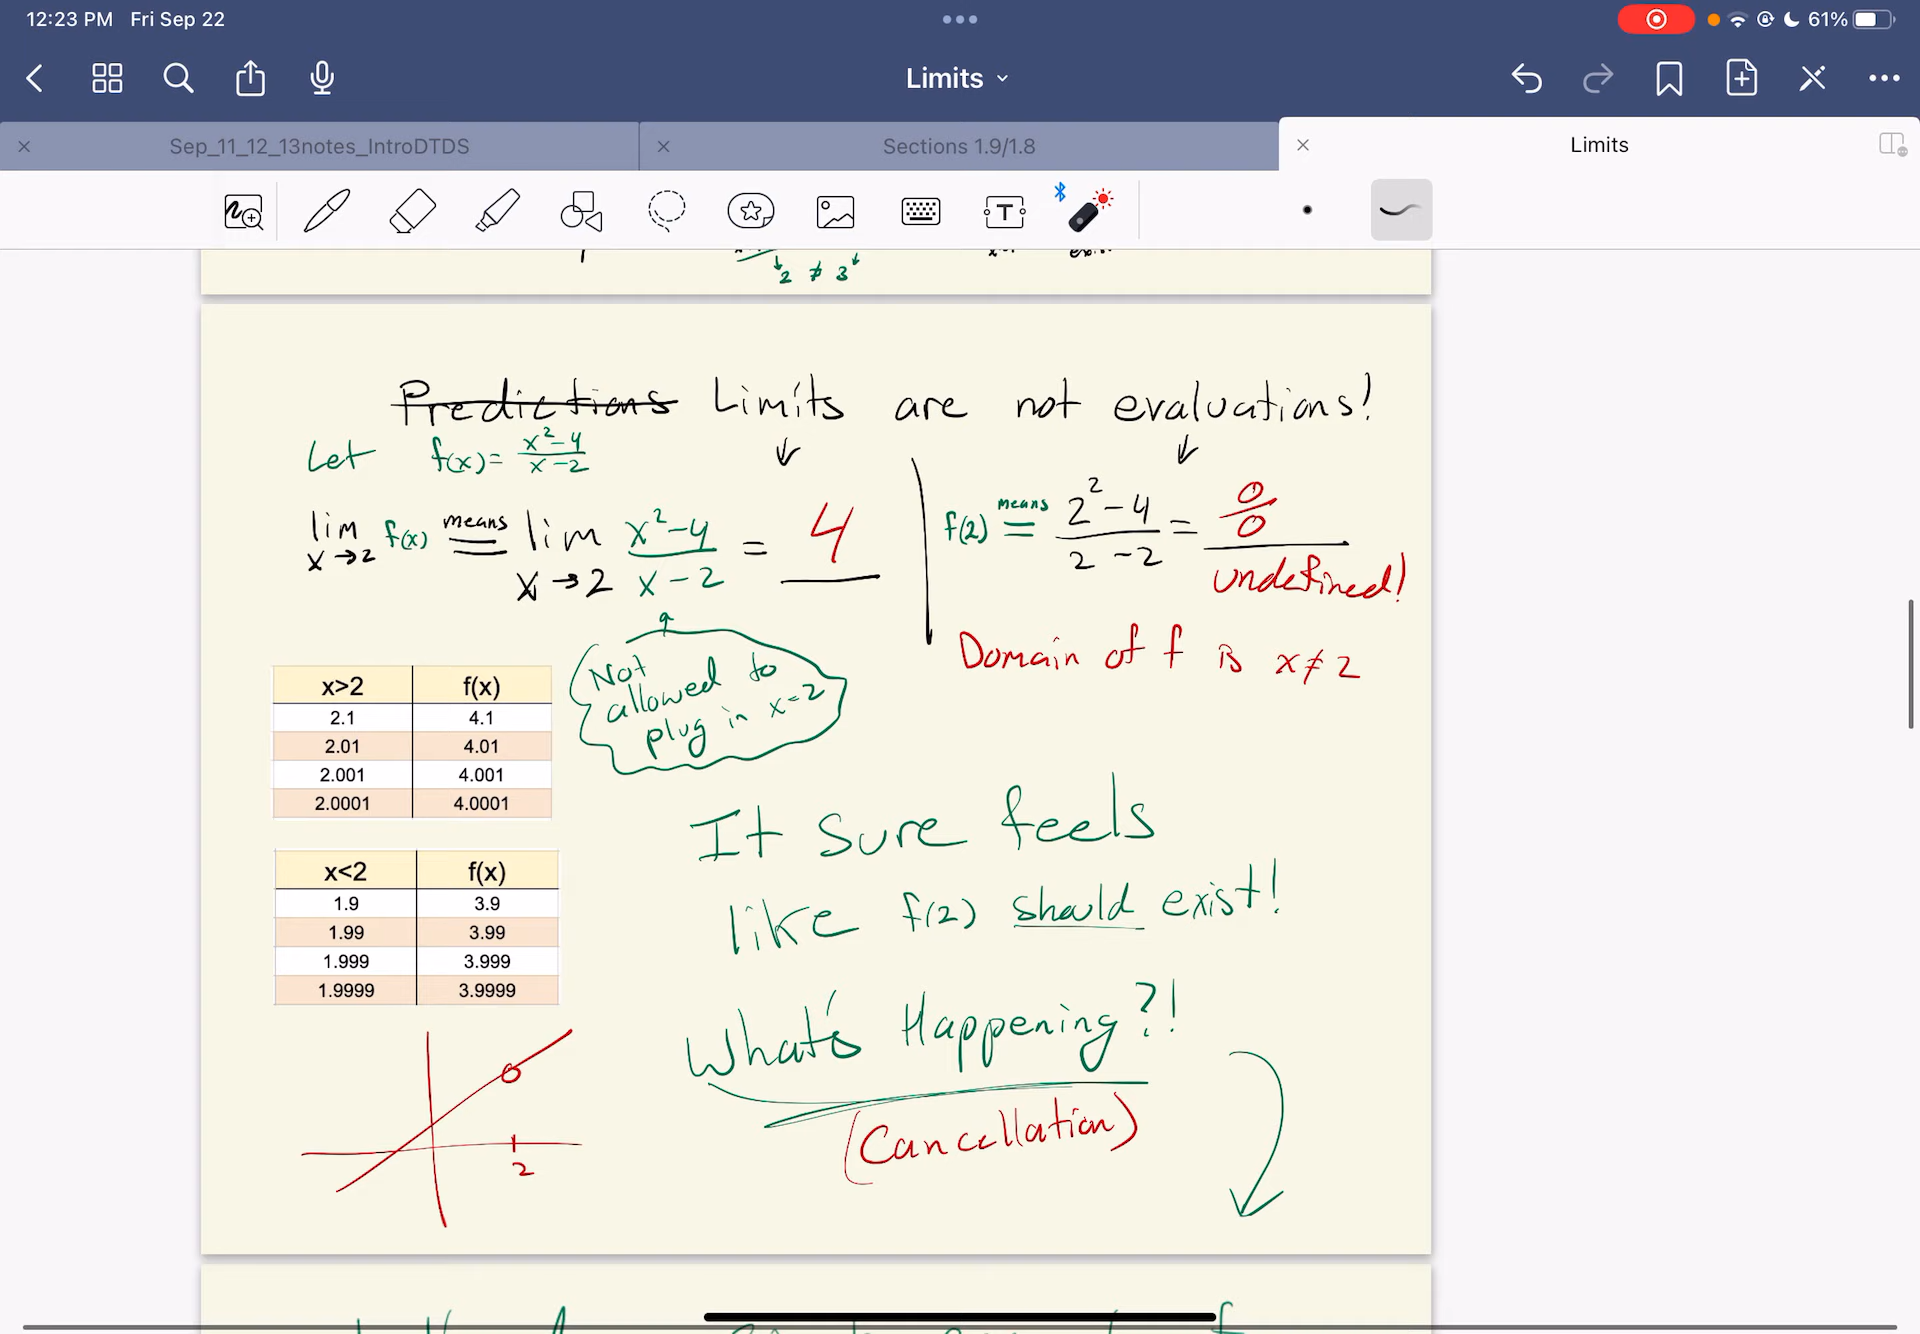 12:23 PM Fri Sep 22
61%
Limits
Sep_11_12_13notes_IntroDTDS
Sections 1.9/1.8
Limits
T
2 ≠ 3
Predictions Limits are not evaluations!
Let f(x) = x²-4 / x-2
lim x→2 f(x) means = lim x→2 x²-4 / x-2 = 4
f(2) means = 2²-4 / 2-2 = 0/0
undefined!
Domain of f is x≠2
Not
allowed to
plug in x=2
x>2 f(x)
2.1 4.1
2.01 4.01
2.001 4.001
2.0001 4.0001
It sure feels
like f(2) should exist!
x<2 f(x)
1.9 3.9
1.99 3.99
1.999 3.999
1.9999 3.9999
What's Happening?!
(Cancellation)
2